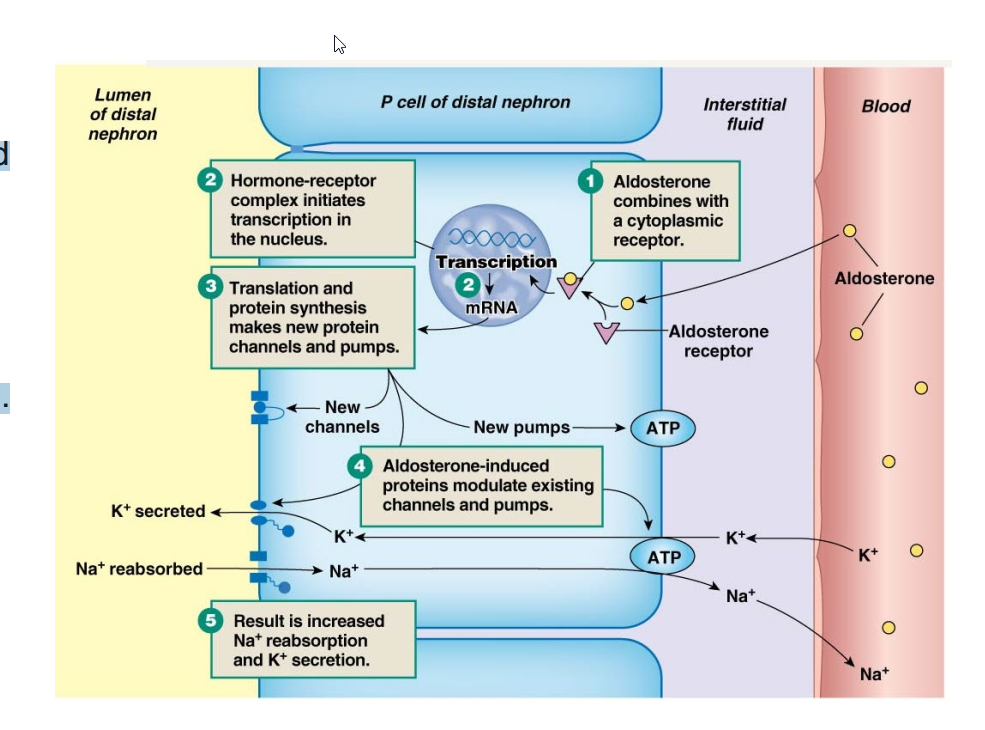 d
.
Lumen
of distal
nephron
P cell of distal nephron
Interstitial
fluid
Blood
2
Hormone-receptor
complex initiates
transcription in
the nucleus.
1
Aldosterone
combines with
a cytoplasmic
receptor.
Transcription
2
mRNA
Aldosterone
3
Translation and
protein synthesis
makes new protein
channels and pumps.
Aldosterone
receptor
New
channels
New pumps
ATP
4
Aldosterone-induced
proteins modulate existing
channels and pumps.
K⁺ secreted
K⁺
ATP
K⁺
K⁺
Na⁺ reabsorbed
Na⁺
Na⁺
Na⁺
5
Result is increased
Na⁺ reabsorption
and K⁺ secretion.